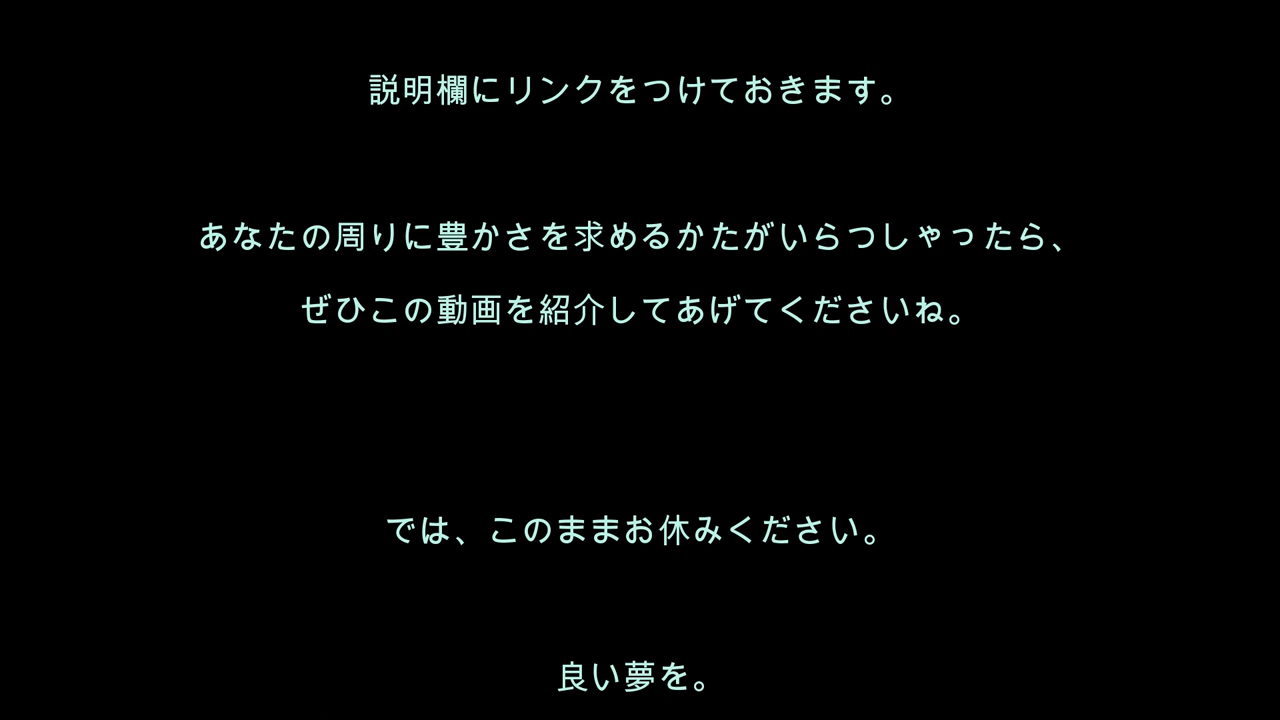 説明欄にリンクをつけておきます。
あなたの周りに豊かさを求めるかたがいらつしゃったら、
ぜひこの動画を紹介してあげてくださいね。
では、このままお休みください。
良い夢を。